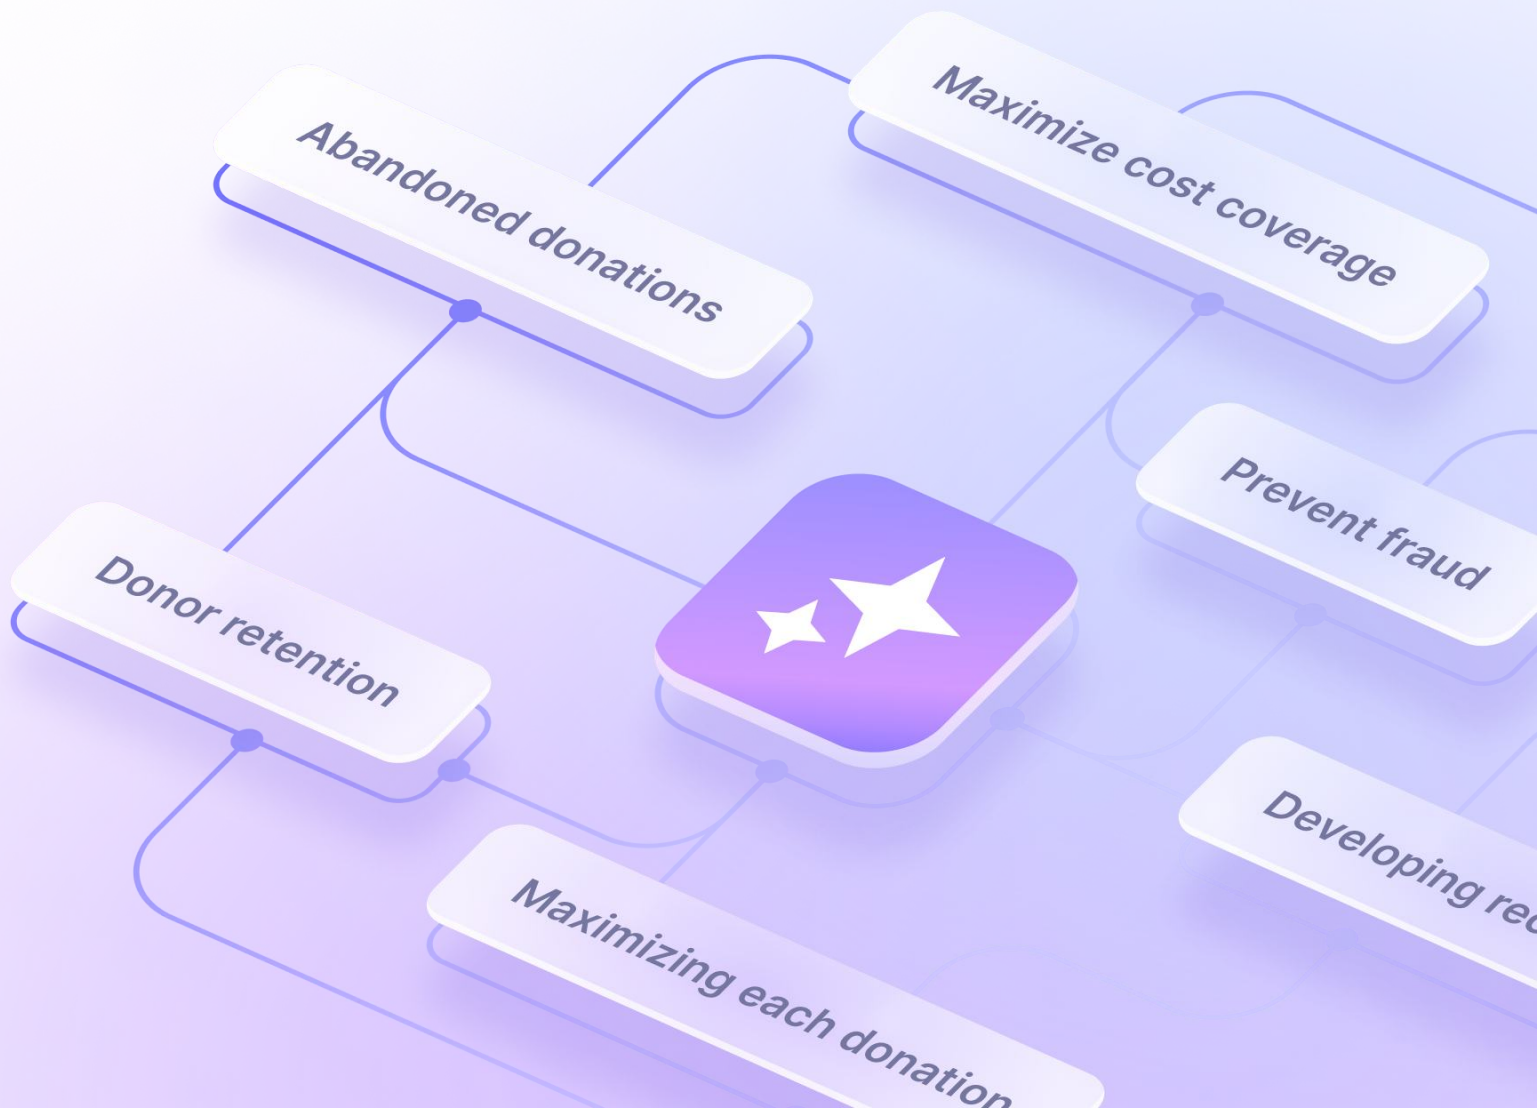 Abandoned donations
Maximize cost coverage
Prevent fraud
Donor retention
Developing
Maximizing each donation